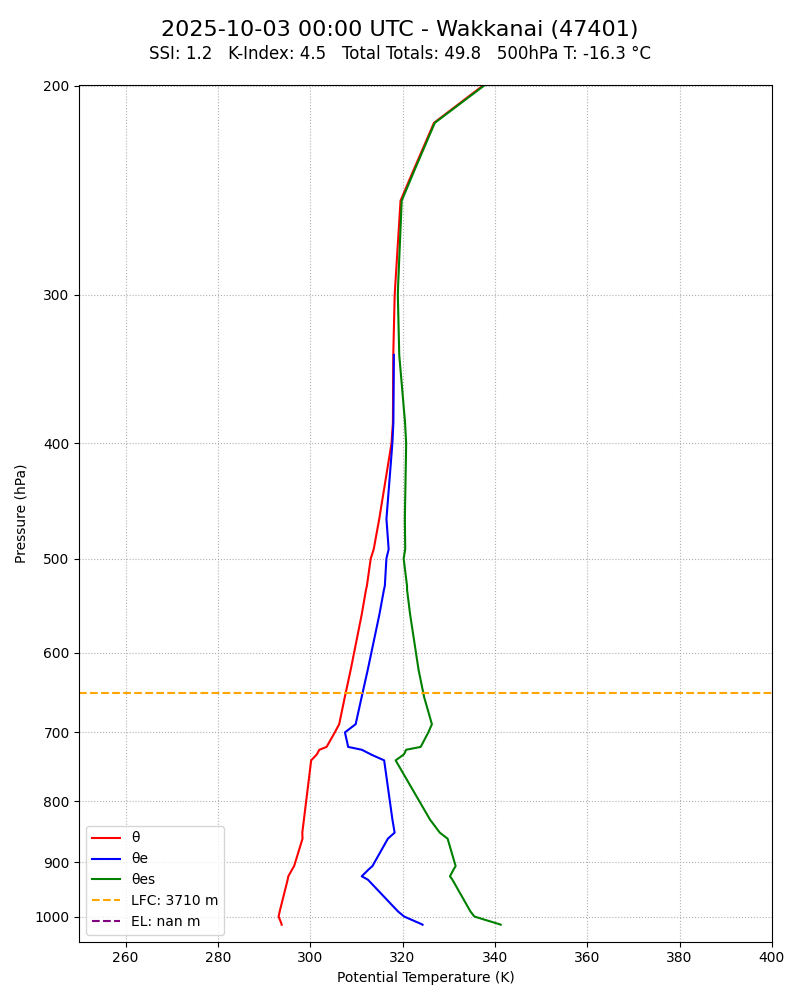 2025-10-03 00:00 UTC - Wakkanai (47401)
SSI: 1.2   K-Index: 4.5   Total Totals: 49.8   500hPa T: -16.3 °C
200
300
400
500
600
700
800
900
1000
Pressure (hPa)
θ
θe
θes
LFC: 3710 m
EL: nan m
260 280 300 320 340 360 380 400
Potential Temperature (K)